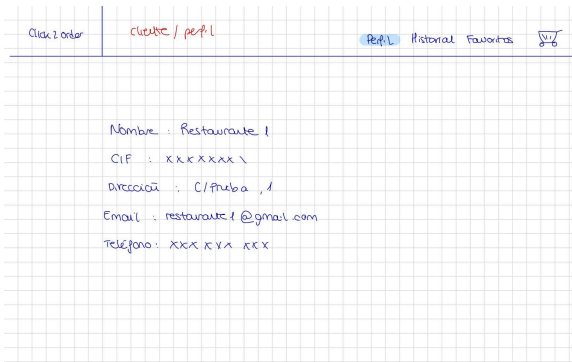 Click 2 order
cliente / perfil
Perfil Historial Favoritos
Nombre : Restaurante 1
CIF : xxxxxxxx\
Dirección : C/Prueba , 1
Email : restaurante1@gmail.com
Teléfono : xxx xxx xxx